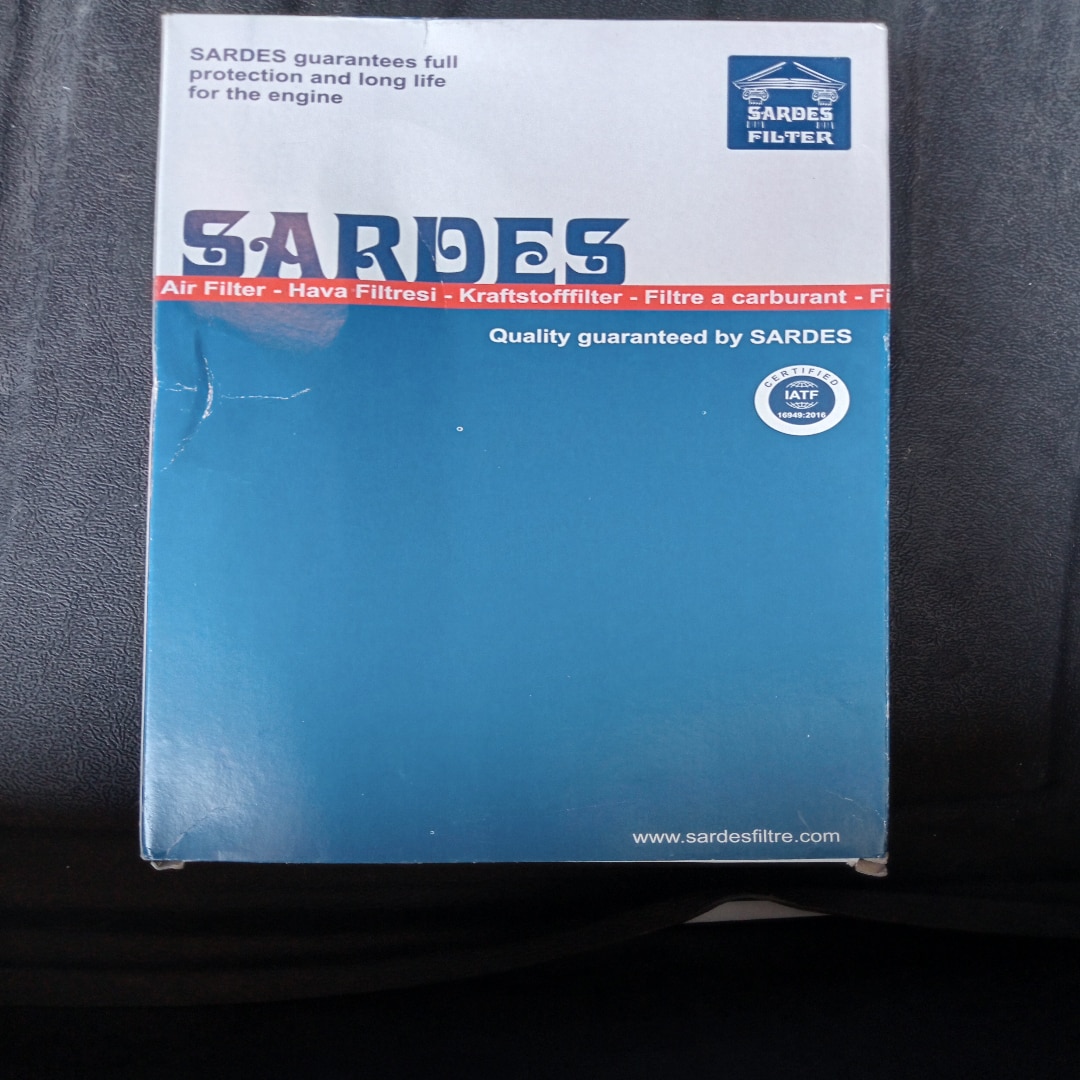 SARDES guarantees full
protection and long life
for the engine
SARDES
FILTER
SARDES
Air Filter - Hava Filtresi - Kraftstofffilter - Filtre a carburant - Fi
Quality guaranteed by SARDES
CERTIFIED
IATF
16949:2016
www.sardesfiltre.com